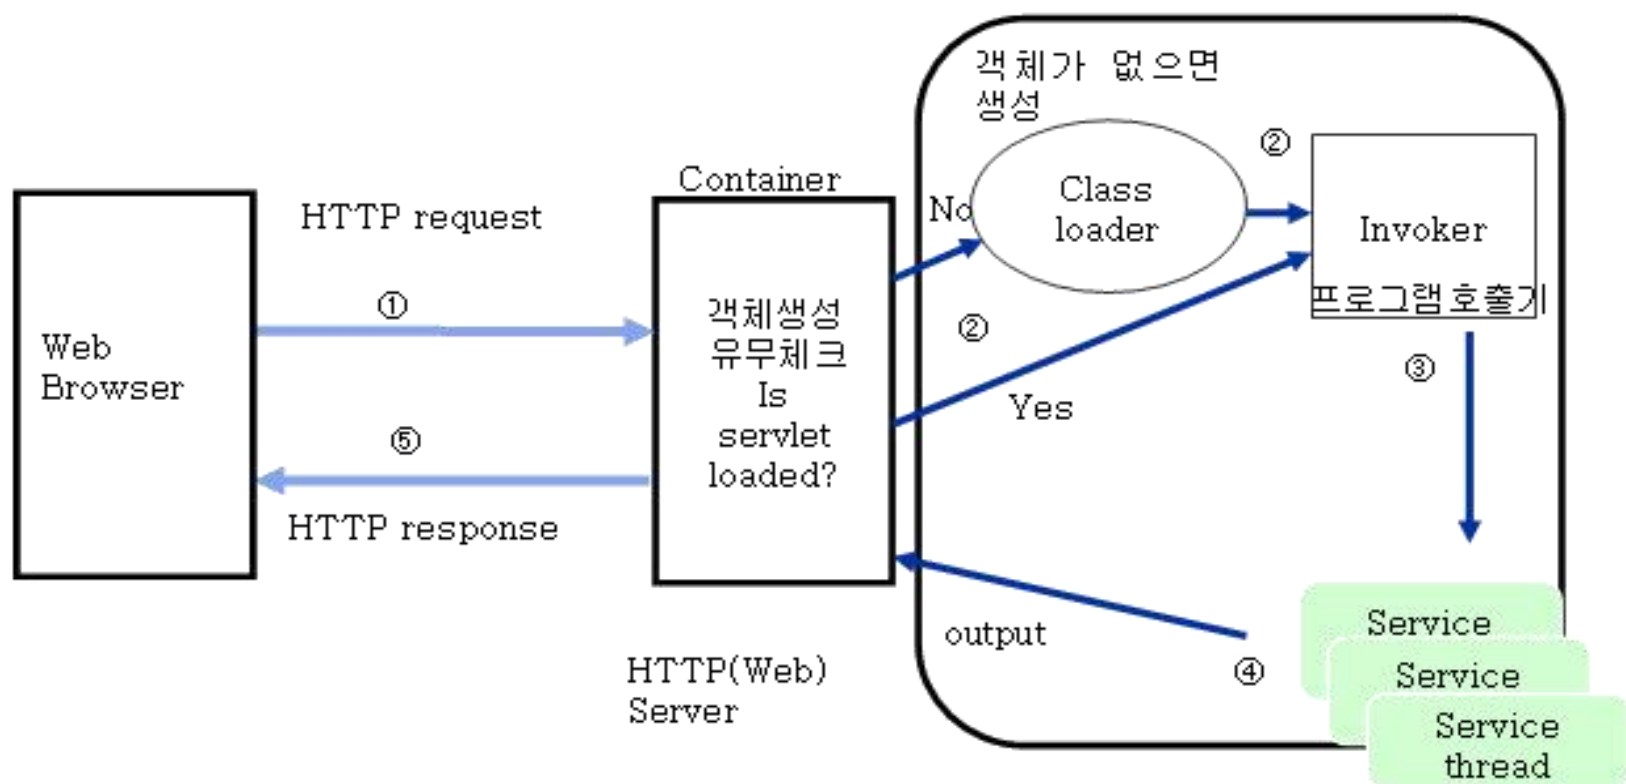 객체가 없으면
생성
②
Container
Class
loader
No
Invoker
프로그램호출기
HTTP request
①
객체생성
유무체크
Is
servlet
loaded?
②
Web
Browser
③
Yes
⑤
HTTP response
output
④
HTTP(Web)
Server
Service
Service
Service
thread